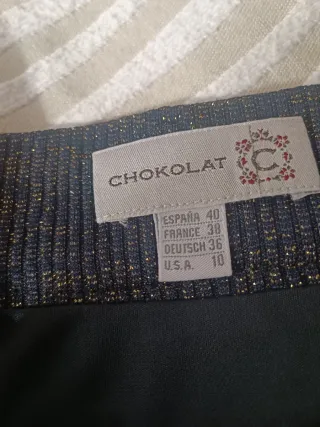 CHOKOLAT C
ESPAÑA 40
FRANCE 38
DEUTSCH 36
U.S.A. 10